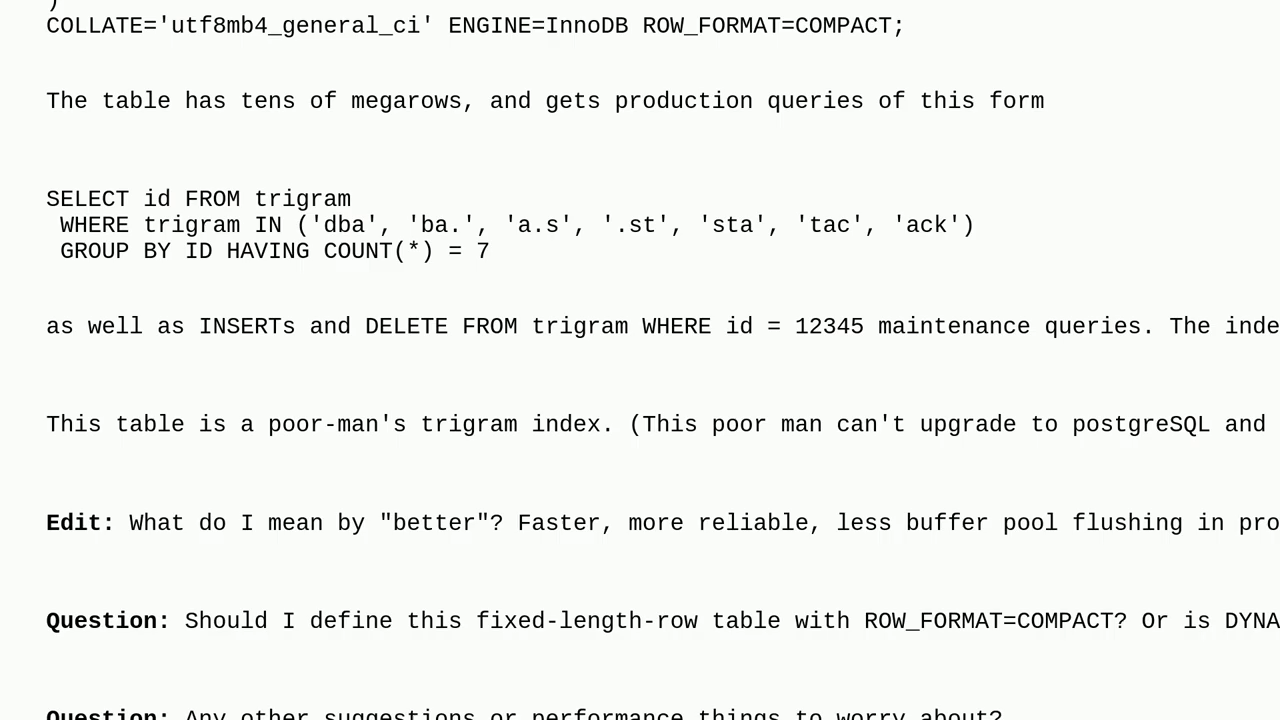 )
COLLATE='utf8mb4_general_ci' ENGINE=InnoDB ROW_FORMAT=COMPACT;
The table has tens of megarows, and gets production queries of this form
SELECT id FROM trigram
WHERE trigram IN ('dba', 'ba.', 'a.s', '.st', 'sta', 'tac', 'ack')
GROUP BY ID HAVING COUNT(*) = 7
as well as INSERTs and DELETE FROM trigram WHERE id = 12345 maintenance queries. The inde
This table is a poor-man's trigram index. (This poor man can't upgrade to postgreSQL and
Edit: What do I mean by "better"? Faster, more reliable, less buffer pool flushing in pro
Question: Should I define this fixed-length-row table with ROW_FORMAT=COMPACT? Or is DYNA
Question: Any other suggestions or performance things to worry about?